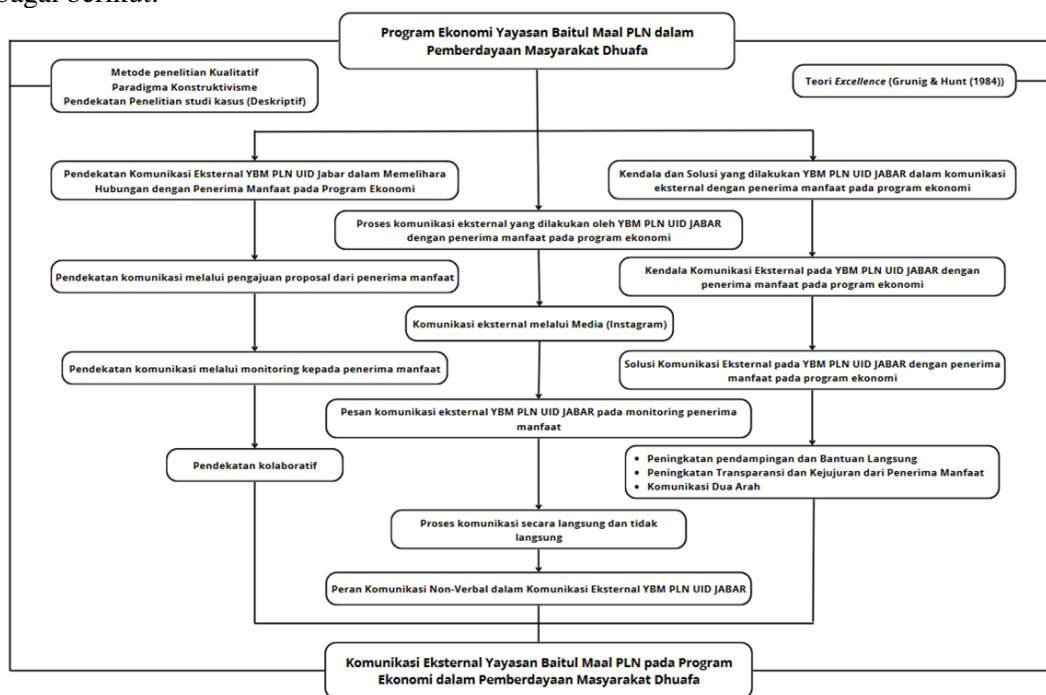 bagai berikut:
Program Ekonomi Yayasan Baitul Maal PLN dalam
Pemberdayaan Masyarakat Dhuafa
Metode penelitian Kualitatif
Paradigma Konstruktivisme
Pendekatan Penelitian studi kasus (Deskriptif)
Teori Excellence (Grunig & Hunt (1984))
Pendekatan Komunikasi Eksternal YBM PLN UID Jabar dalam Memelihara
Hubungan dengan Penerima Manfaat pada Program Ekonomi
Pendekatan komunikasi melalui pengajuan proposal dari penerima manfaat
Pendekatan komunikasi melalui monitoring kepada penerima manfaat
Pendekatan kolaboratif
Proses komunikasi eksternal yang dilakukan oleh YBM PLN UID JABAR
dengan penerima manfaat pada program ekonomi
Komunikasi eksternal melalui Media (Instagram)
Pesan komunikasi eksternal YBM PLN UID JABAR pada monitoring penerima
manfaat
Proses komunikasi secara langsung dan tidak
langsung
Peran Komunikasi Non-Verbal dalam Komunikasi Eksternal YBM PLN UID JABAR
Kendala dan Solusi yang dilakukan YBM PLN UID JABAR dalam komunikasi
eksternal dengan penerima manfaat pada program ekonomi
Kendala Komunikasi Eksternal pada YBM PLN UID JABAR dengan
penerima manfaat pada program ekonomi
Solusi Komunikasi Eksternal pada YBM PLN UID JABAR dengan penerima
manfaat pada program ekonomi
• Peningkatan pendampingan dan Bantuan Langsung
• Peningkatan Transparansi dan Kejujuran dari Penerima Manfaat
• Komunikasi Dua Arah
Komunikasi Eksternal Yayasan Baitul Maal PLN pada Program
Ekonomi dalam Pemberdayaan Masyarakat Dhuafa